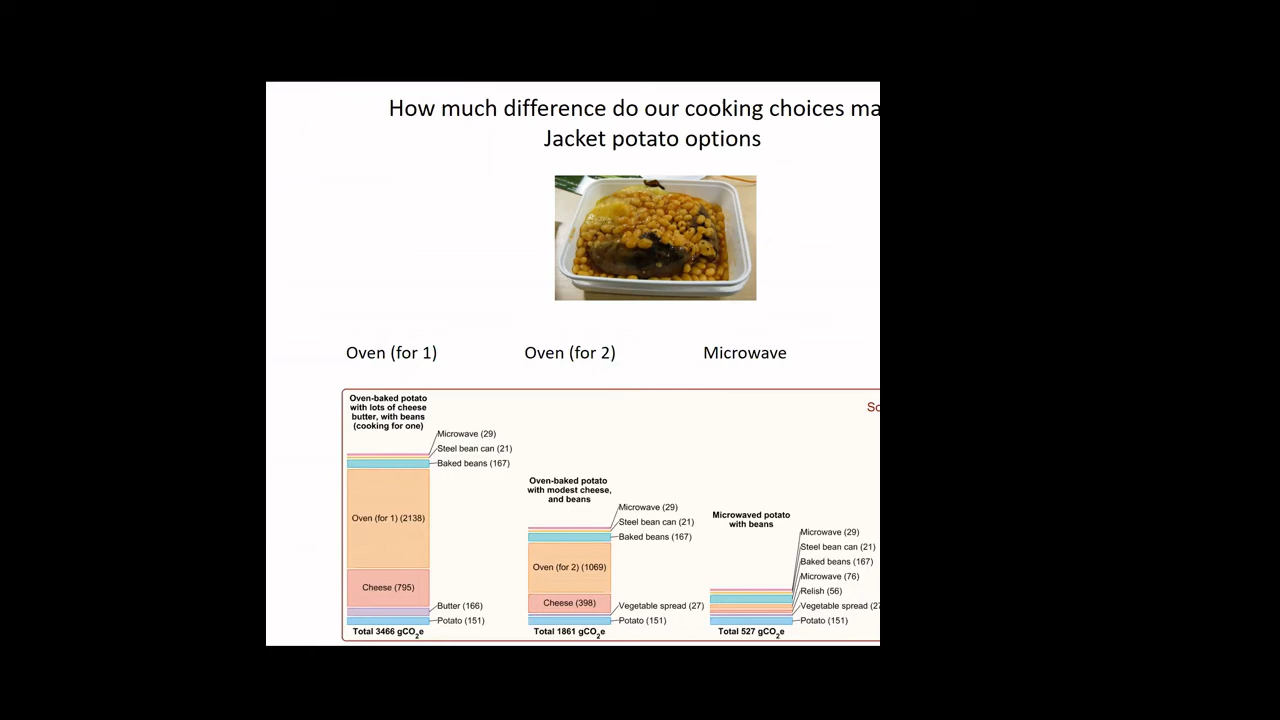 How much difference do our cooking choices ma
Jacket potato options
Oven (for 1)
Oven (for 2)
Microwave
Oven-baked potato
with lots of cheese
butter, with beans
(cooking for one)
Microwave (29)
Steel bean can (21)
Baked beans (167)
Oven (for 1) (2138)
Cheese (795)
Butter (166)
Potato (151)
Total 3466 gCO2e
Oven-baked potato
with modest cheese,
and beans
Microwave (29)
Steel bean can (21)
Baked beans (167)
Oven (for 2) (1069)
Cheese (398)
Vegetable spread (27)
Potato (151)
Total 1861 gCO2e
So
Microwaved potato
with beans
Microwave (29)
Steel bean can (21)
Baked beans (167)
Microwave (76)
Relish (56)
Vegetable spread (27
Potato (151)
Total 527 gCO2e